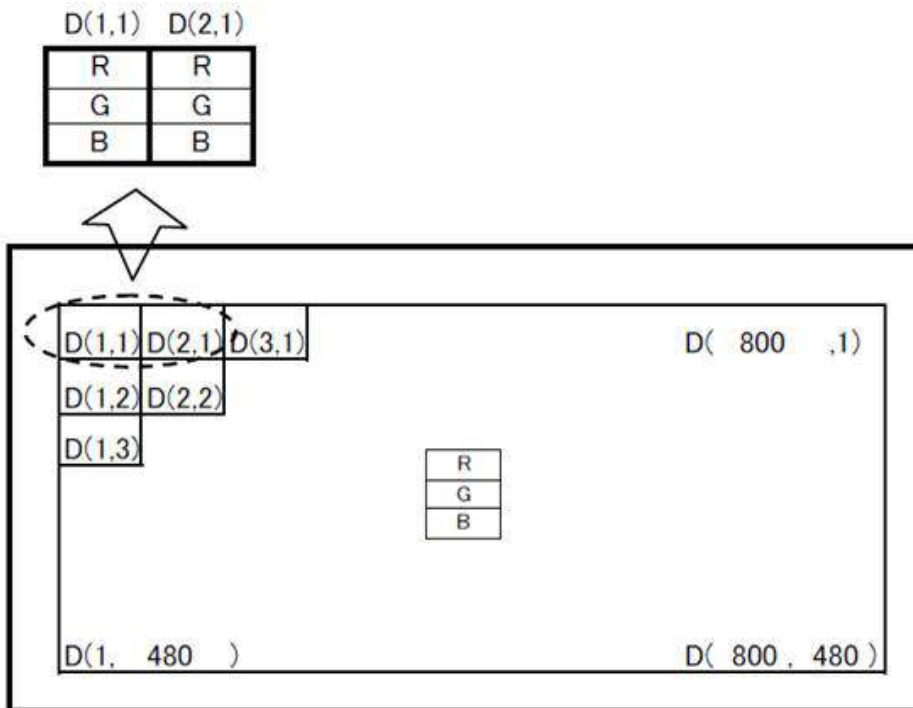 D(1,1) D(2,1)
R R
G G
B B
D(1,1) D(2,1) D(3,1) D( 800 ,1)
D(1,2) D(2,2)
D(1,3)
R
G
B
D(1, 480 ) D( 800 , 480 )